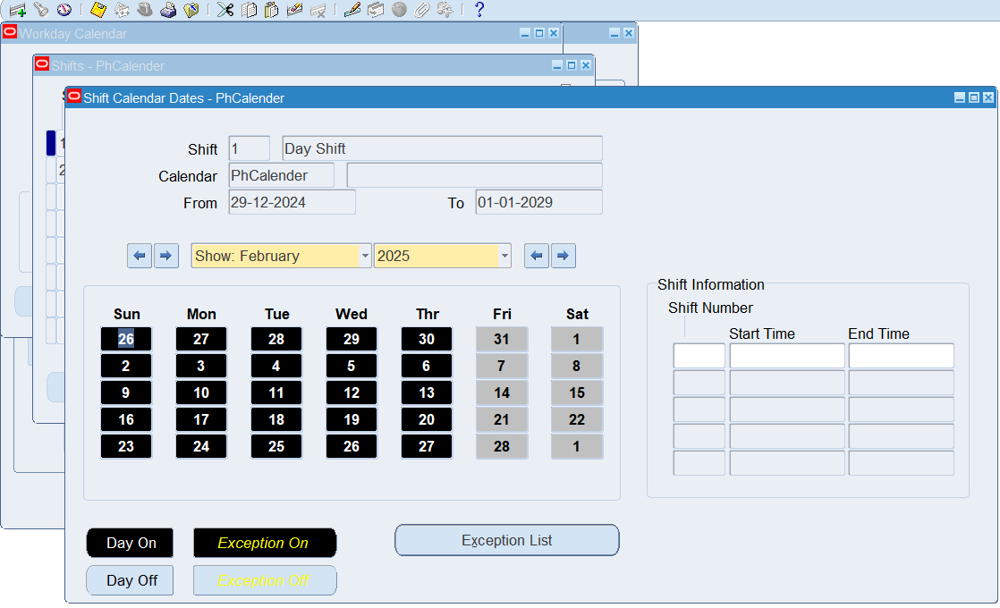 Workday Calendar
Shifts - PhCalender
Shift Calendar Dates - PhCalender
1
2
Shift 1 Day Shift
Calendar PhCalender
From 29-12-2024 To 01-01-2029
Show: February 2025
Shift Information
Shift Number
Start Time End Time
Sun Mon Tue Wed Thr Fri Sat
26 27 28 29 30 31 1
2 3 4 5 6 7 8
9 10 11 12 13 14 15
16 17 18 19 20 21 22
23 24 25 26 27 28 1
Day On Exception On Exception List
Day Off Exception Off